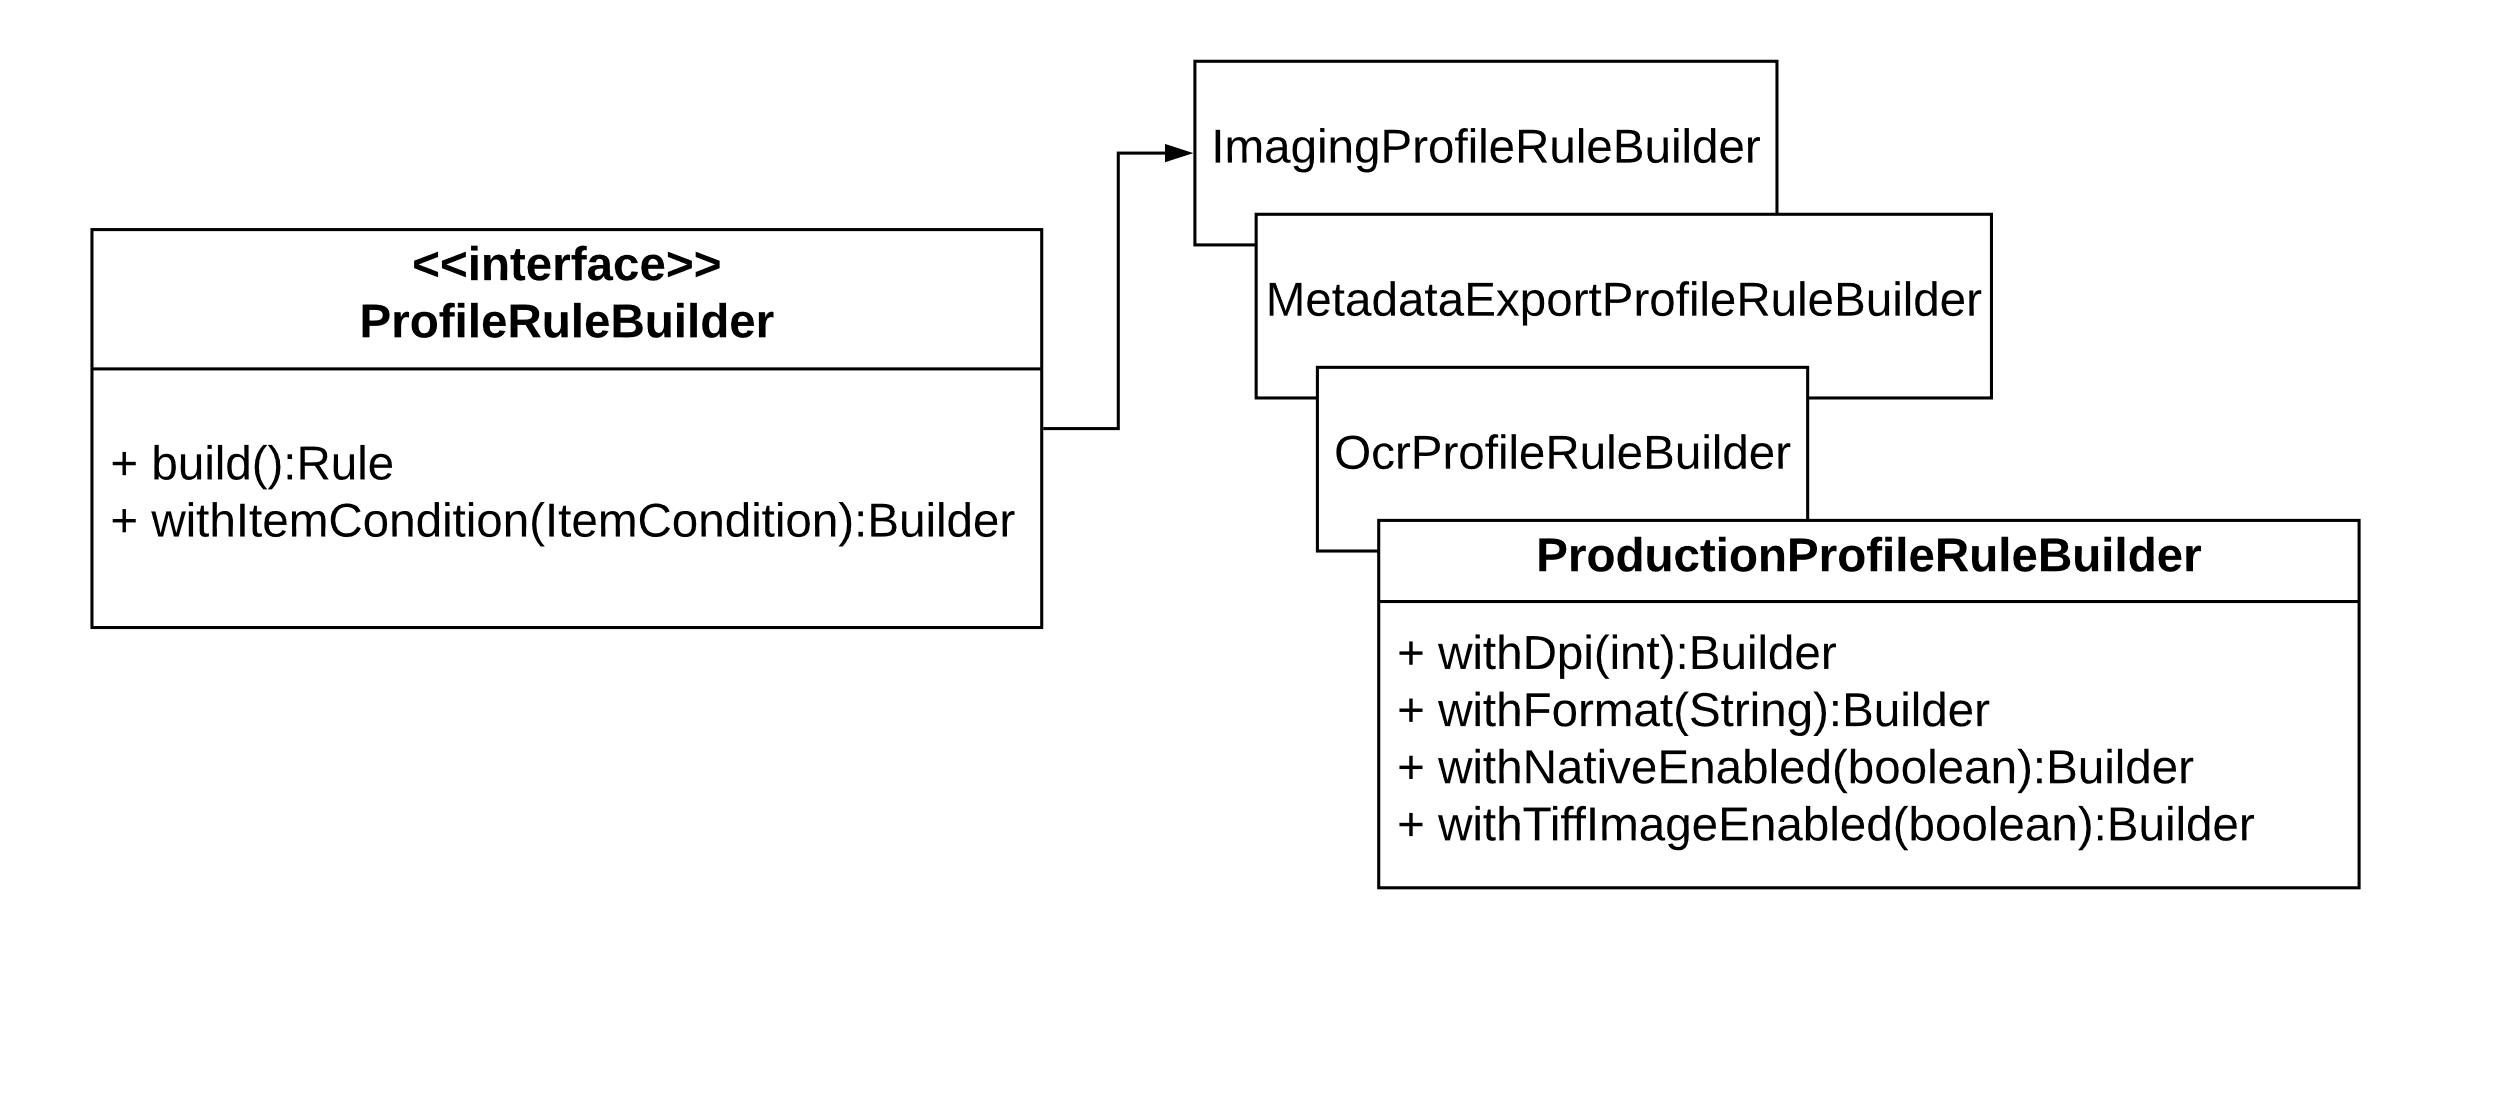 ImagingProfileRuleBuilder
<<interface>>
ProfileRuleBuilder
+ build():Rule
+ withItemCondition(ItemCondition):Builder
MetadataExportProfileRuleBuilder
OcrProfileRuleBuilder
ProductionProfileRuleBuilder
+ withDpi(int):Builder
+ withFormat(String):Builder
+ withNativeEnabled(boolean):Builder
+ withTiffImageEnabled(boolean):Builder